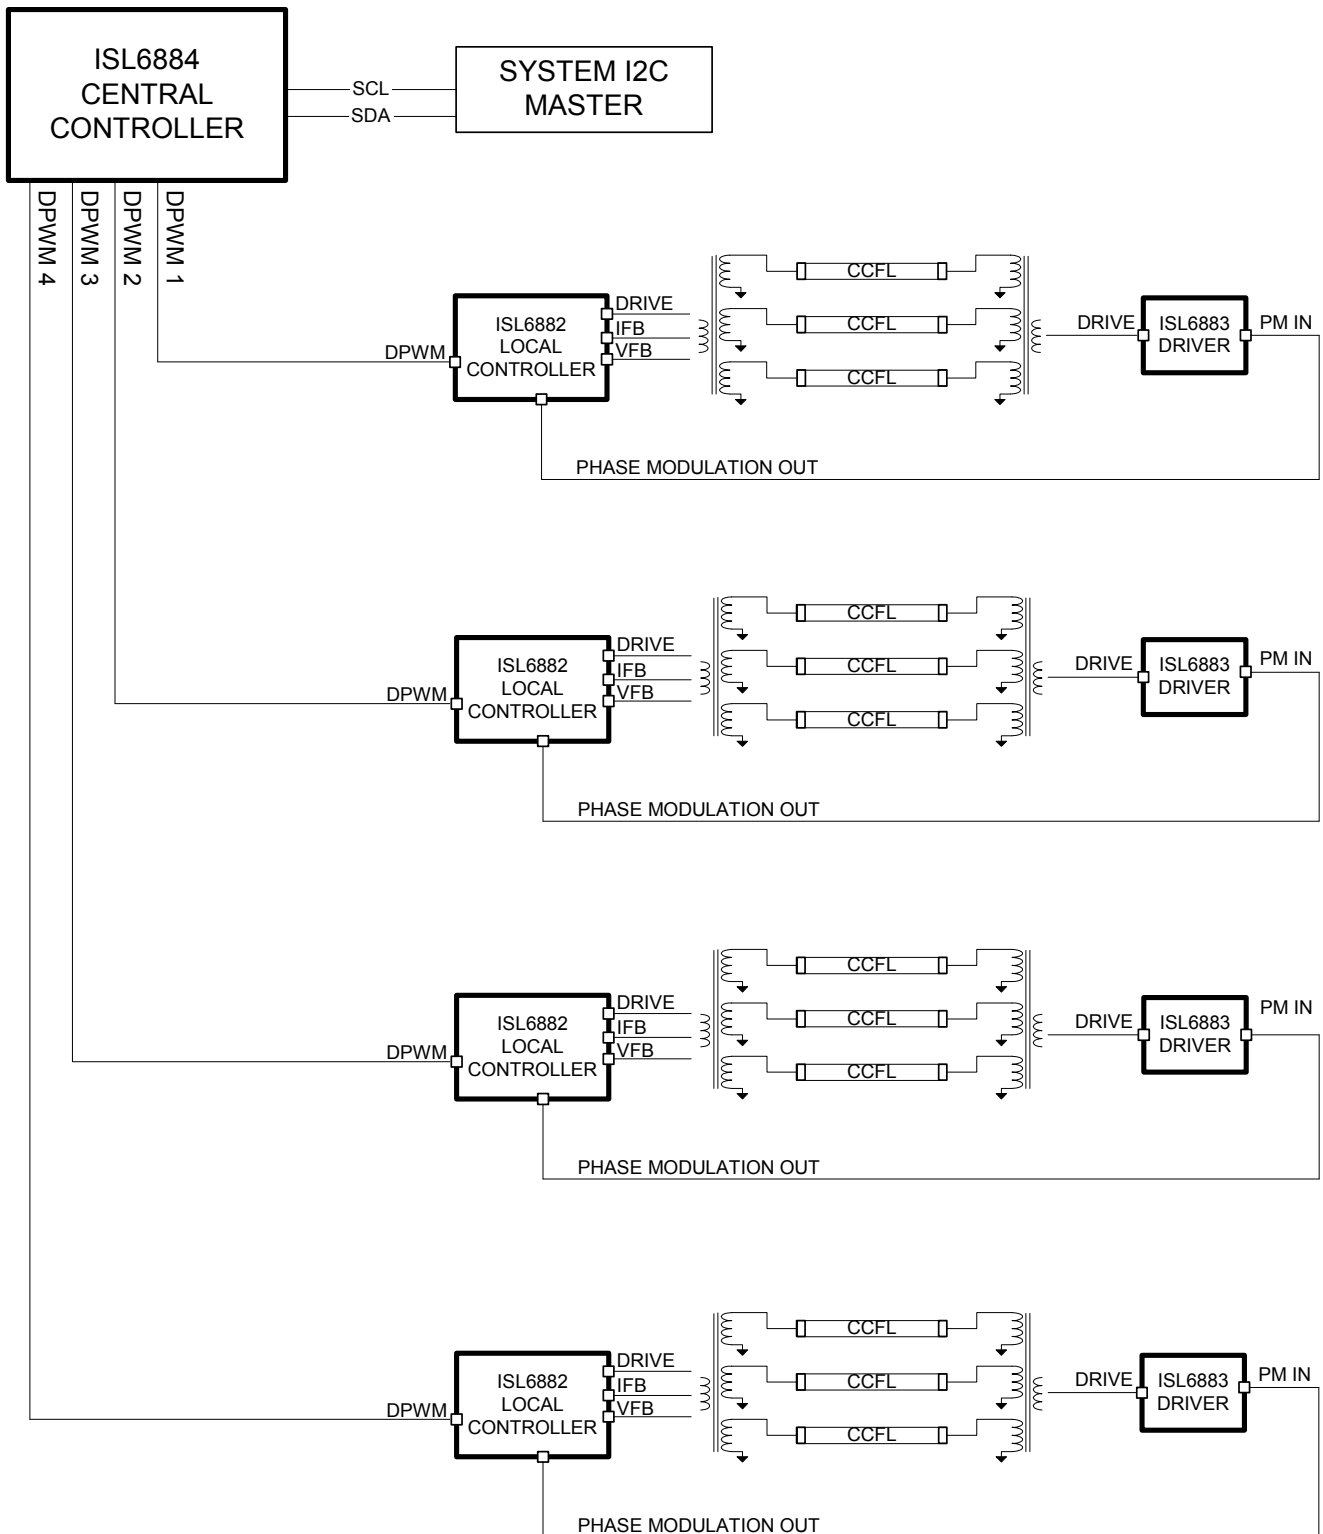 ISL6884
CENTRAL
CONTROLLER
SCL
SDA
SYSTEM I2C
MASTER
DPWM 4
DPWM 3
DPWM 2
DPWM 1
DPWM
ISL6882
LOCAL
CONTROLLER
DRIVE
IFB
VFB
CCFL
CCFL
CCFL
DRIVE
ISL6883
DRIVER
PM IN
PHASE MODULATION OUT
DPWM
ISL6882
LOCAL
CONTROLLER
DRIVE
IFB
VFB
CCFL
CCFL
CCFL
DRIVE
ISL6883
DRIVER
PM IN
PHASE MODULATION OUT
DPWM
ISL6882
LOCAL
CONTROLLER
DRIVE
IFB
VFB
CCFL
CCFL
CCFL
DRIVE
ISL6883
DRIVER
PM IN
PHASE MODULATION OUT
DPWM
ISL6882
LOCAL
CONTROLLER
DRIVE
IFB
VFB
CCFL
CCFL
CCFL
DRIVE
ISL6883
DRIVER
PM IN
PHASE MODULATION OUT